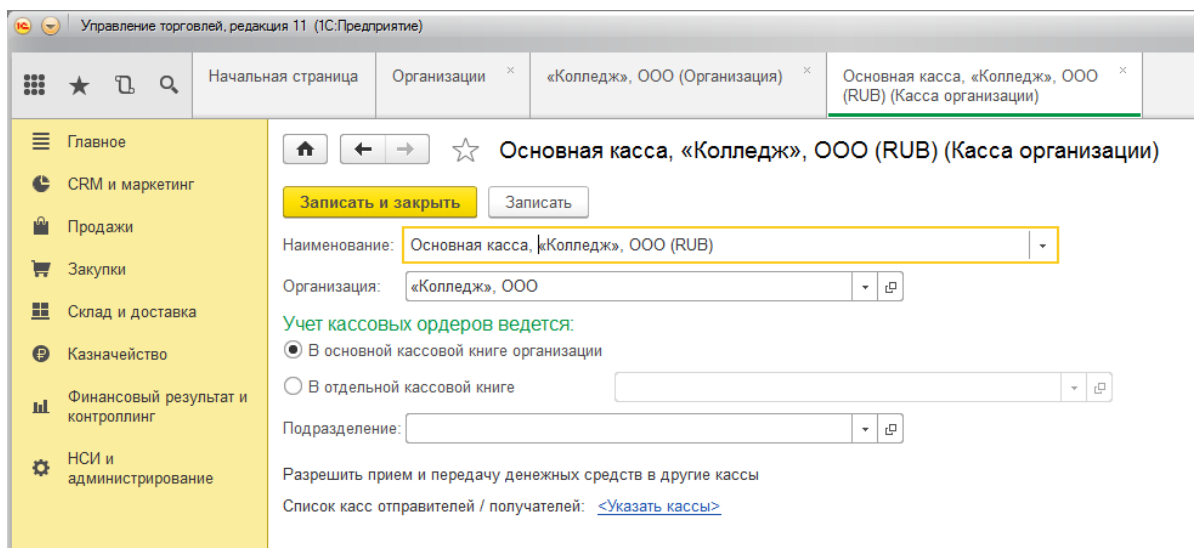 1С Управление торговлей, редакция 11 (1С:Предприятие)
Начальная страница
Организации
«Колледж», ООО (Организация)
Основная касса, «Колледж», ООО
(RUB) (Касса организации)
Главное
CRM и маркетинг
Продажи
Закупки
Склад и доставка
Казначейство
Финансовый результат и
контроллинг
НСИ и
администрирование
Основная касса, «Колледж», ООО (RUB) (Касса организации)
Записать и закрыть Записать
Наименование: Основная касса, «Колледж», ООО (RUB)
Организация: «Колледж», ООО
Учет кассовых ордеров ведется:
В основной кассовой книге организации
В отдельной кассовой книге
Подразделение:
Разрешить прием и передачу денежных средств в другие кассы
Список касс отправителей / получателей: <Указать кассы>